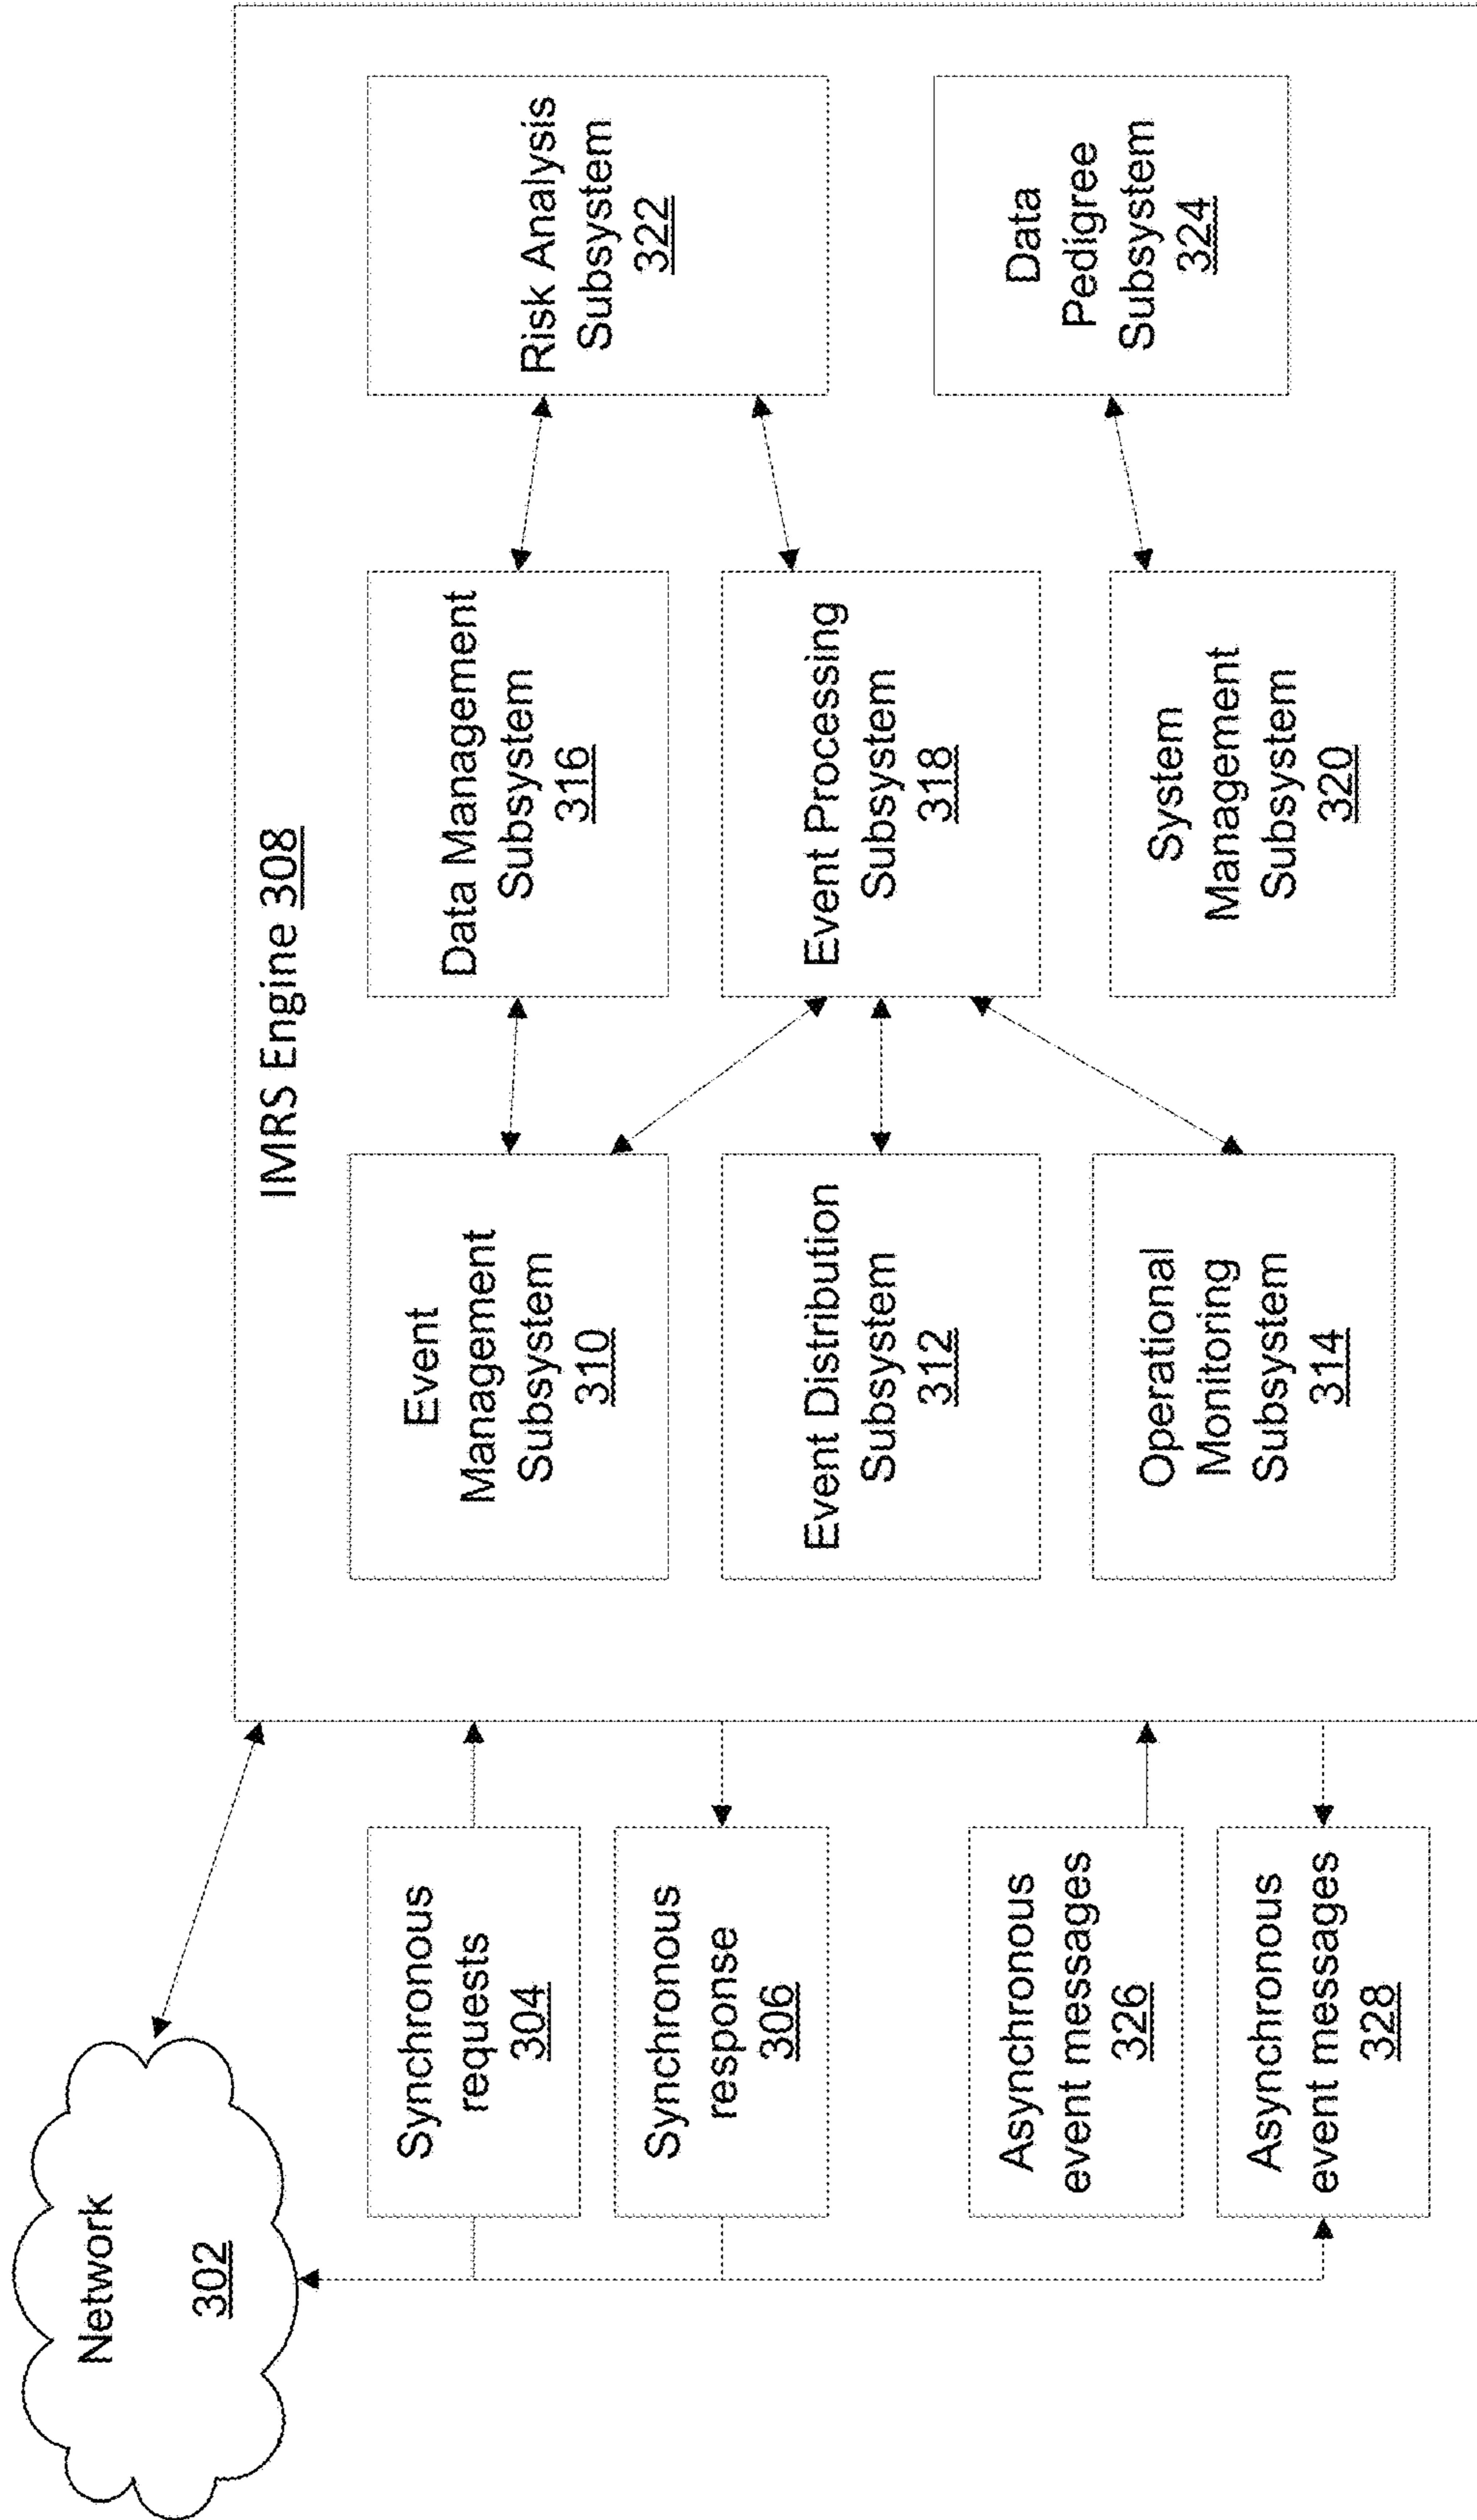 Network
302
Synchronous
requests
304
Synchronous
response
306
Asynchronous
event messages
326
Asynchronous
event messages
328
IMRS Engine 308
Event
Management
Subsystem
310
Event Distribution
Subsystem
312
Operational
Monitoring
Subsystem
314
Data Management
Subsystem
316
Event Processing
Subsystem
318
System
Management
Subsystem
320
Risk Analysis
Subsystem
322
Data
Pedigree
Subsystem
324